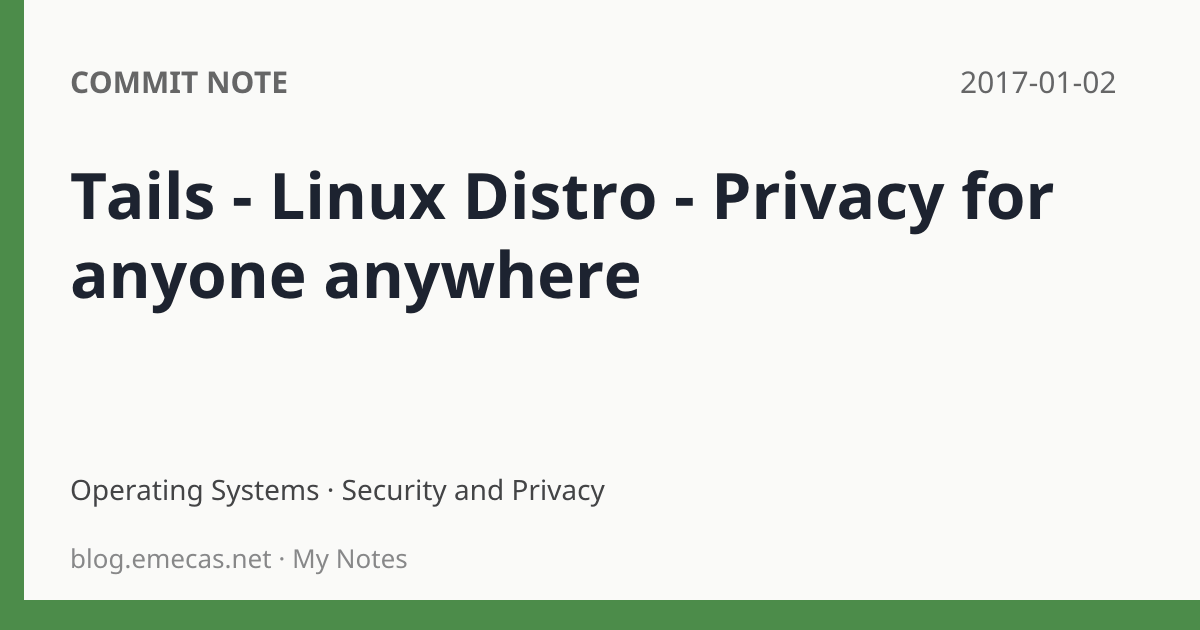 COMMIT NOTE
2017-01-02
Tails - Linux Distro - Privacy for
anyone anywhere
Operating Systems · Security and Privacy
blog.emecas.net · My Notes